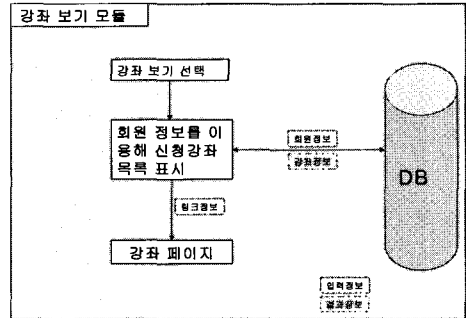 강좌 보기 모듈
강좌 보기 선택
회원 정보를 이
용해 신청강좌
목록 표시
회원정보
강좌정보
DB
링크정보
강좌 페이지
입력정보
결과정보